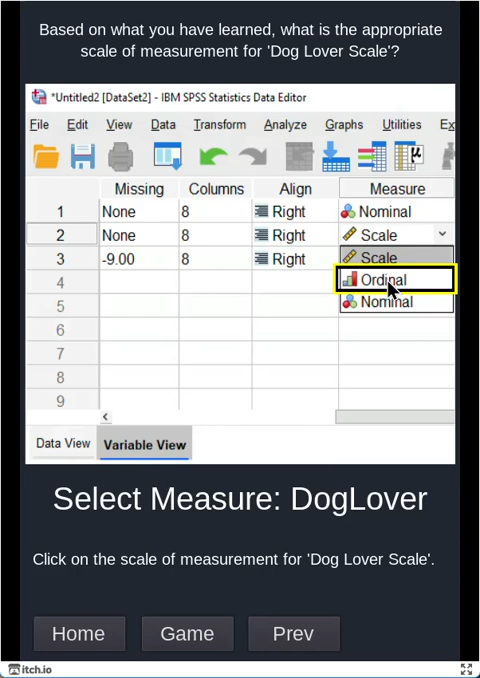 Based on what you have learned, what is the appropriate
scale of measurement for 'Dog Lover Scale'?
*Untitled2 [DataSet2] - IBM SPSS Statistics Data Editor
File Edit View Data Transform Analyze Graphs Utilities Ex
Missing Columns Align Measure
1 None 8 Right Nominal
2 None 8 Right Scale
3 -9.00 8 Right Scale
4 Ordinal
5 Nominal
6
7
8
9
Data View Variable View
Select Measure: DogLover
Click on the scale of measurement for 'Dog Lover Scale'.
Home Game Prev
itch.io